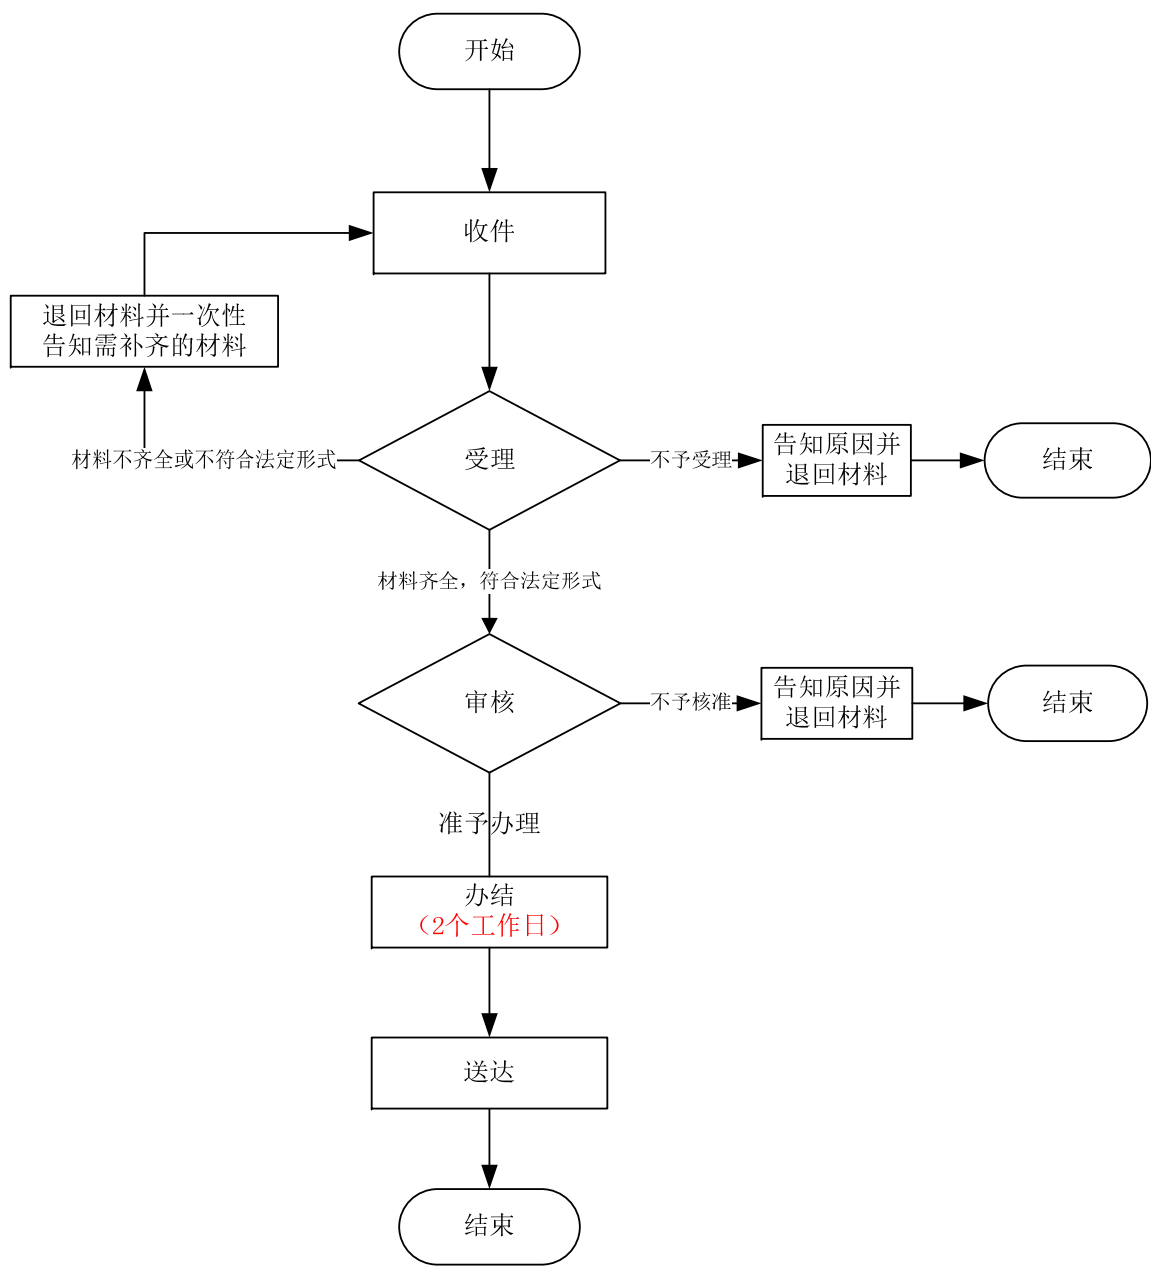 开始
收件
退回材料并一次性
告知需补齐的材料
材料不齐全或不符合法定形式
受理
不予受理
告知原因并
退回材料
结束
材料齐全，符合法定形式
审核
不予核准
告知原因并
退回材料
结束
准予办理
办结
（2个工作日）
送达
结束